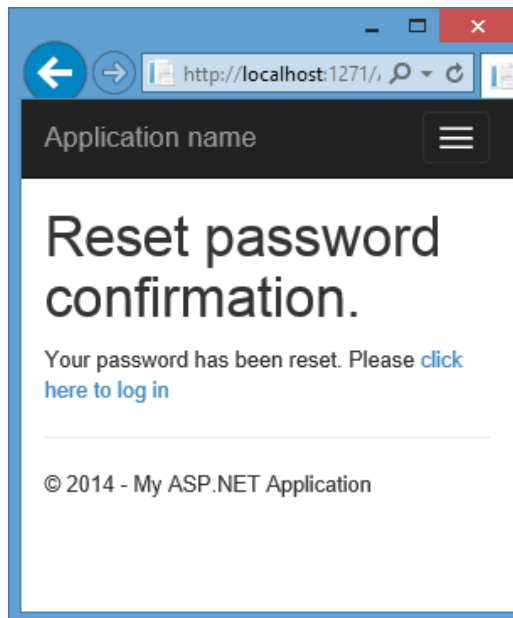 http://localhost:1271/
Application name
Reset password
confirmation.
Your password has been reset. Please click
here to log in
© 2014 - My ASP.NET Application